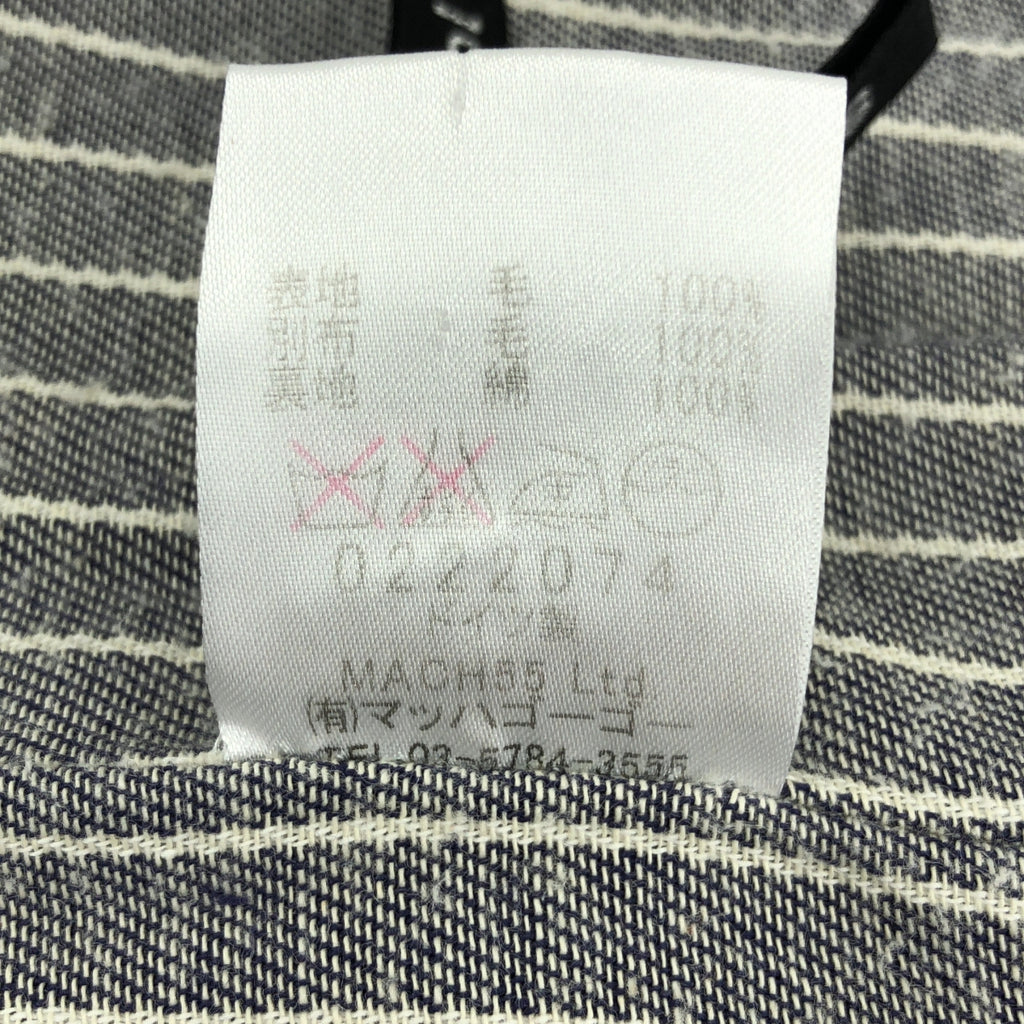 表地 毛 100%
別布 毛 100%
裏地 綿 100%
0222074
ドイツ製
MACH55 Ltd
(有)マッハゴーゴー
TEL 03-5784-3555